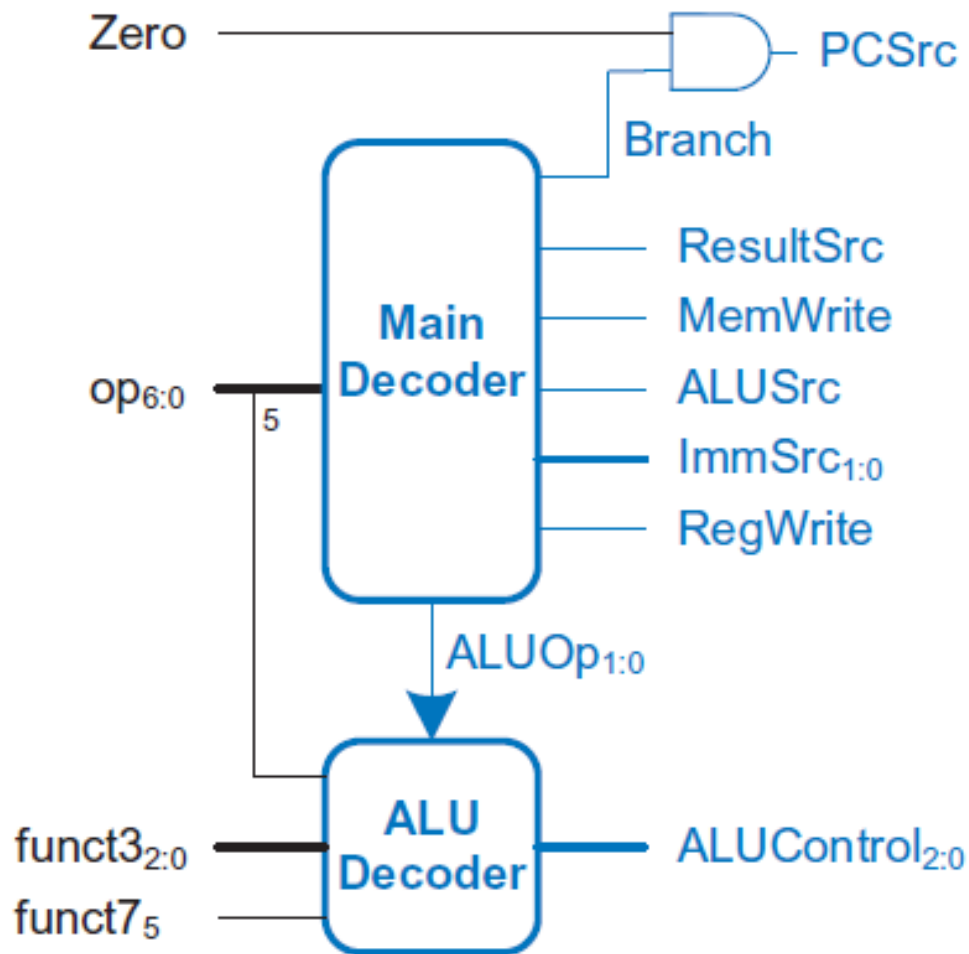 Zero
PCSrc
Branch
ResultSrc
MemWrite
Main
Decoder
op6:0
5
ALUSrc
ImmSrc1:0
RegWrite
ALUOp1:0
ALU
Decoder
funct32:0
ALUControl2:0
funct75